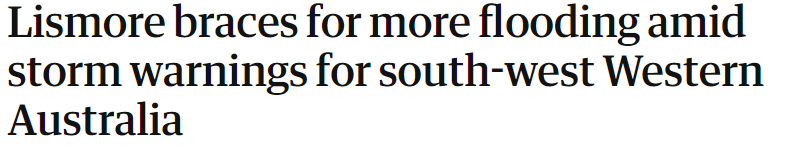 Lismore braces for more flooding amid
storm warnings for south-west Western
Australia